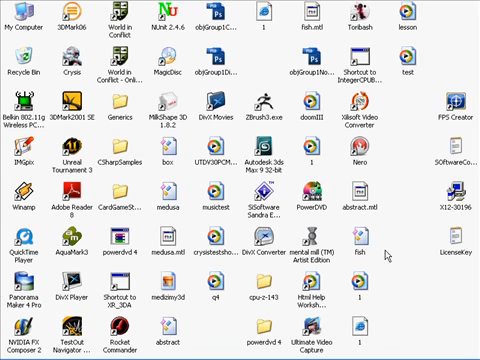 My Computer
3DMark06
World in
Conflict
NUnit 2.4.6
objGroup1C...
1
fish.mtl
Toribash
lesson
Recycle Bin
Crysis
World in
Conflict - Onli...
MagicDisc
objGroup1Di...
objGroup1No...
Shortcut to
IntegerCPUB...
test
Belkin 802.11g
Wireless PC...
3DMark2001 SE
Generics
MilkShape 3D
1.8.2
DivX Movies
ZBrush3.exe
doomIII
Xilisoft Video
Converter
FPS Creator
IMGpix
Unreal
Tournament 3
CSharpSamples
box
UTDV30PCM...
Autodesk 3ds
Max 9 32-bit
1
Nero
SoftwareCo...
Winamp
Adobe Reader
8
CardGameSt...
medusa
musictest
SiSoftware
Sandra E...
PowerDVD
abstract.mtl
X12-30196
QuickTime
Player
AquaMark3
powerdvd 4
medusa.mtl
crysistestsho...
DivX Converter
mental mill (TM)
Artist Edition
fish
LicenseKey
Panorama
Maker 4 Pro
DivX Player
Shortcut to
XR_3DA
medizimy3d
q4
cpu-z-143
Html Help
Worksh...
1
NVIDIA FX
Composer 2
TestOut
Navigator ...
Rocket
Commander
abstract
powerdvd 4
Ultimate Video
Capture
1